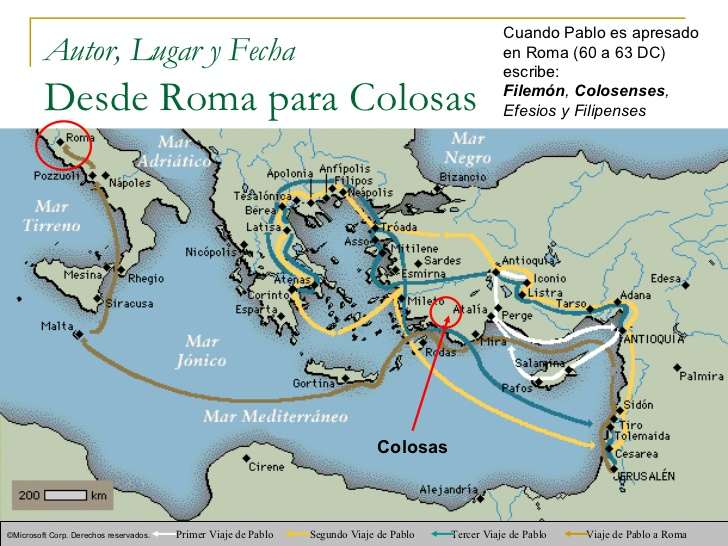 Autor, Lugar y Fecha
Desde Roma para Colosas
Cuando Pablo es apresado
en Roma (60 a 63 DC)
escribe:
Filemón, Colosenses,
Efesios y Filipenses
Roma
Mar
Adriático
Mar
Negro
Pozzuoli
Nápoles
Apolonia
Anfípolis
Filipos
Neápolis
Bizancio
Tesalónica
Berea
Mar
Tirreno
Latisa
Tróada
Asso
Mitilene
Nicópolis
Sardes
Antioquía
Esmirna
Mesina
Rhegio
Atenas
Iconio
Listra
Edesa
Corinto
Mileto
Tarso
Adana
Siracusa
Esparta
Atalía
Perge
Malta
Mar
Jónico
Rodas
Mira
ANTIOQUÍA
Salamina
Gortina
Pafos
Palmira
Mar Mediterráneo
Sidón
Tiro
Tolemaida
Colosas
Cesarea
Cirene
JERUSALÉN
Alejandría
200 km
©Microsoft Corp. Derechos reservados.
Primer Viaje de Pablo
Segundo Viaje de Pablo
Tercer Viaje de Pablo
Viaje de Pablo a Roma